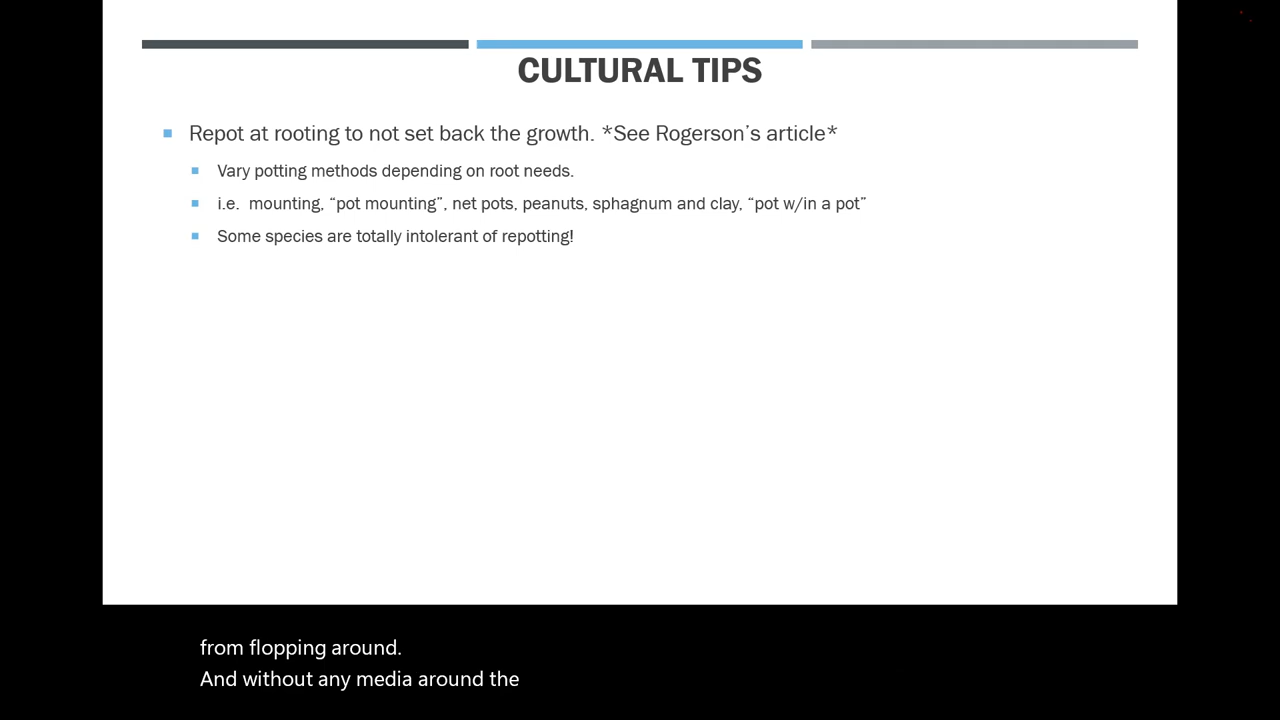 CULTURAL TIPS
Repot at rooting to not set back the growth. *See Rogerson’s article*
Vary potting methods depending on root needs.
i.e.  mounting, “pot mounting”, net pots, peanuts, sphagnum and clay, “pot w/in a pot”
Some species are totally intolerant of repotting!
from flopping around.
And without any media around the